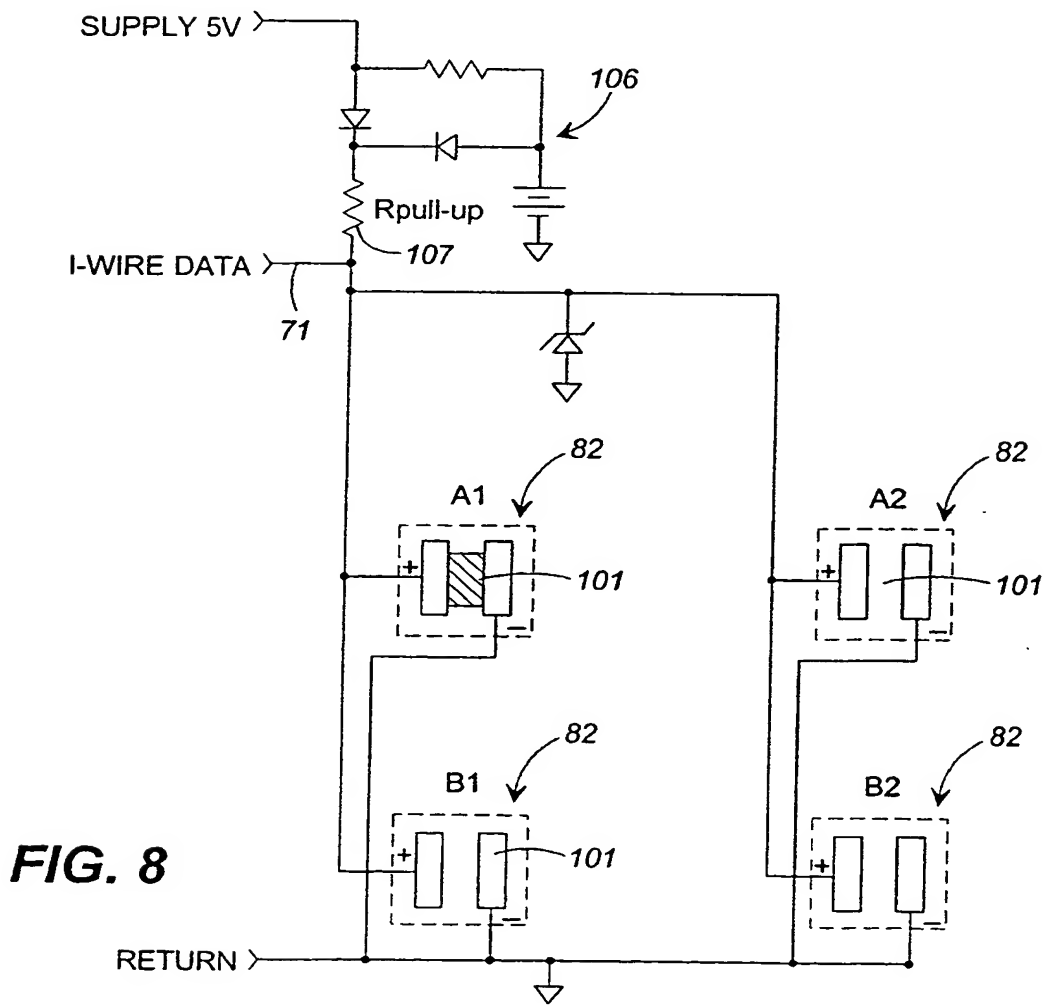 SUPPLY 5V
106
Rpull-up
107
I-WIRE DATA
71
82
A1
+
101
−
82
A2
+
101
−
82
B1
+
101
−
82
B2
+
−
FIG. 8
RETURN